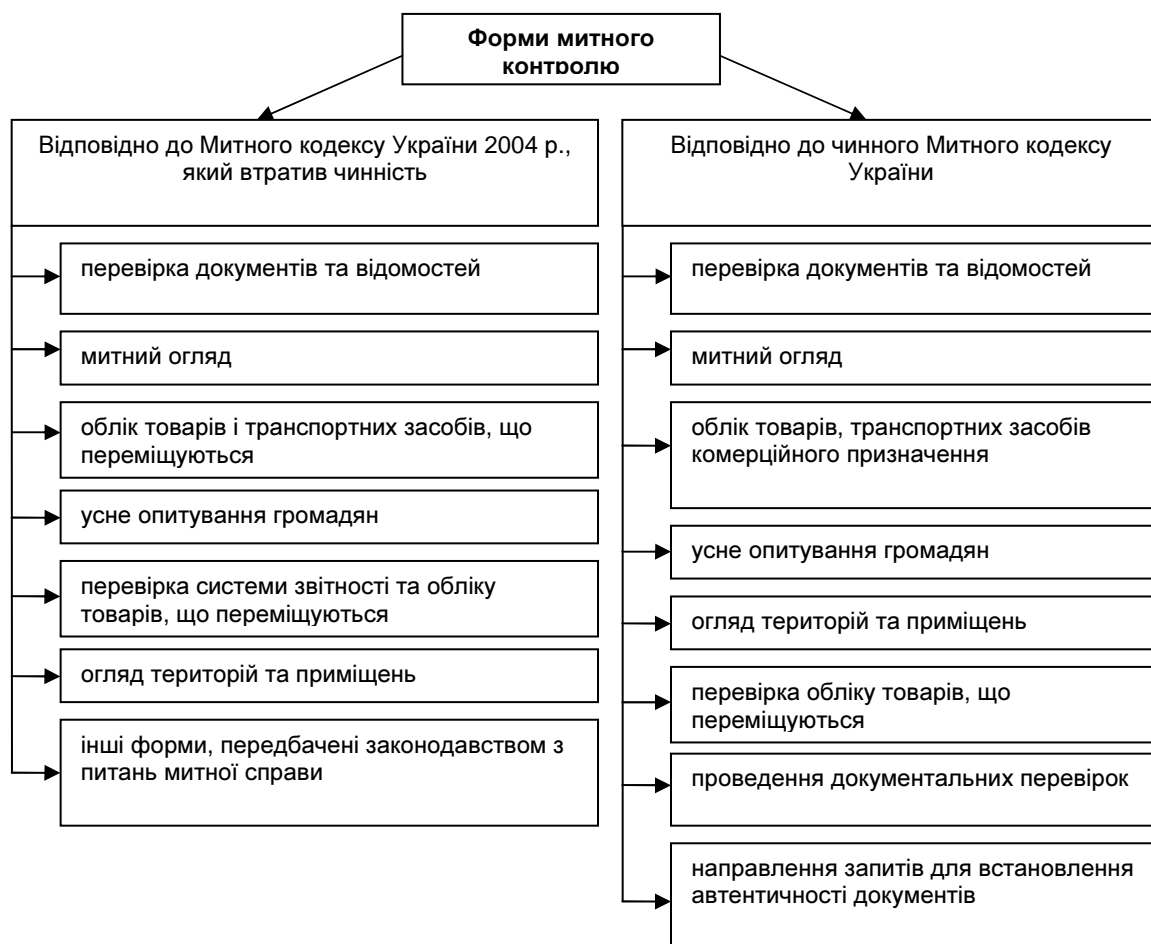 Форми митного
контролю
Відповідно до Митного кодексу України 2004 р.,
який втратив чинність
перевірка документів та відомостей
митний огляд
облік товарів і транспортних засобів, що
переміщуються
усне опитування громадян
перевірка системи звітності та обліку
товарів, що переміщуються
огляд територій та приміщень
інші форми, передбачені законодавством з
питань митної справи
Відповідно до чинного Митного кодексу
України
перевірка документів та відомостей
митний огляд
облік товарів, транспортних засобів
комерційного призначення
усне опитування громадян
огляд територій та приміщень
перевірка обліку товарів, що
переміщуються
проведення документальних перевірок
направлення запитів для встановлення
автентичності документів